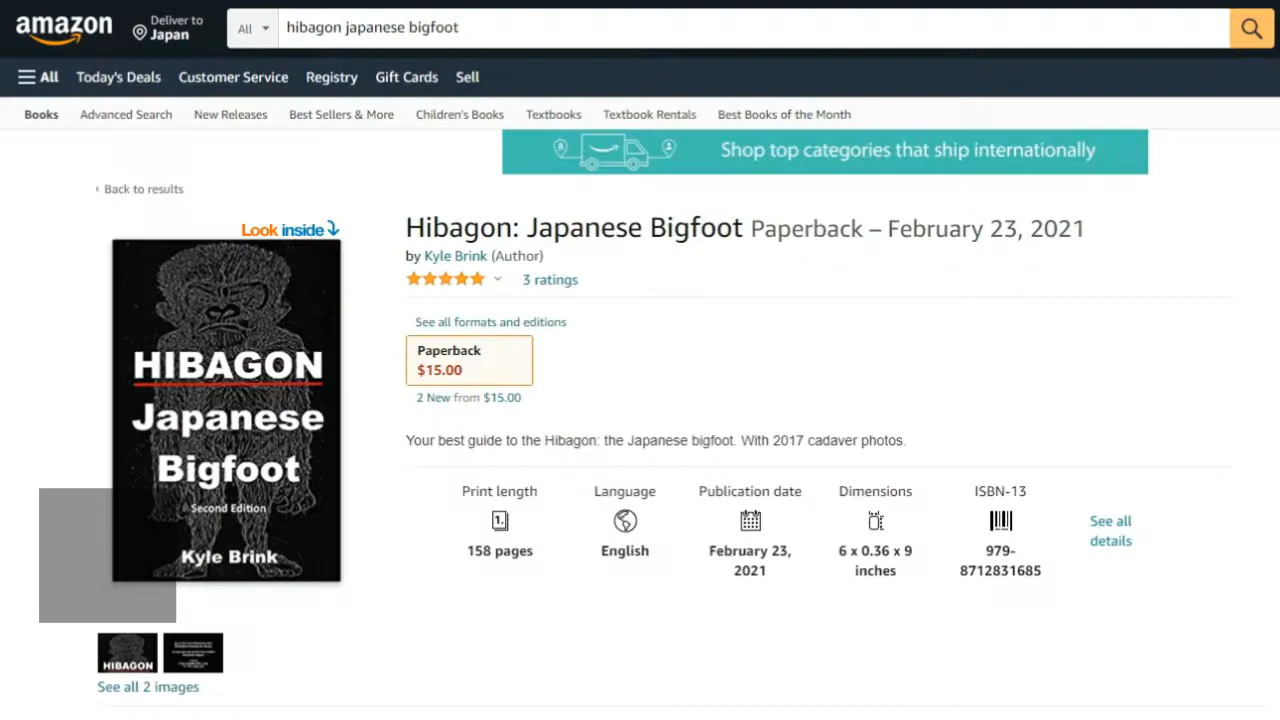 amazon
Deliver to
Japan
All
hibagon japanese bigfoot
All Today's Deals Customer Service Registry Gift Cards Sell
Books Advanced Search New Releases Best Sellers & More Children's Books Textbooks Textbook Rentals Best Books of the Month
Shop top categories that ship internationally
‹ Back to results
Look inside
HIBAGON
Japanese
Bigfoot
Second Edition
Kyle Brink
HIBAGON
See all 2 images
Hibagon: Japanese Bigfoot Paperback – February 23, 2021
by Kyle Brink (Author)
3 ratings
See all formats and editions
Paperback
$15.00
2 New from $15.00
Your best guide to the Hibagon: the Japanese bigfoot. With 2017 cadaver photos.
Print length
1.
158 pages
Language
English
Publication date
February 23,
2021
Dimensions
6 x 0.36 x 9
inches
ISBN-13
979-
8712831685
See all
details